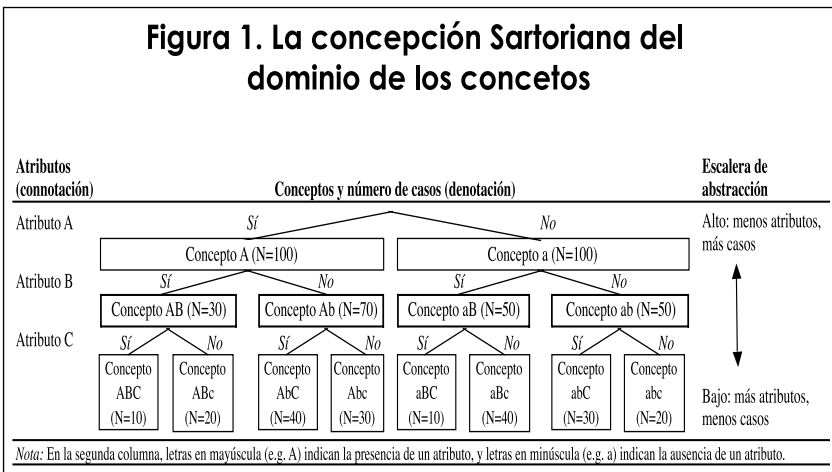 Figura 1. La concepción Sartoriana del
dominio de los concetos
Atributos
(connotación)
Conceptos y número de casos (denotación)
Escalera de
abstracción
Atributo A
Sí
No
Alto: menos atributos,
más casos
Concepto A (N=100)
Concepto a (N=100)
Atributo B
Sí
No
Sí
No
Concepto AB (N=30)
Concepto Ab (N=70)
Concepto aB (N=50)
Concepto ab (N=50)
Atributo C
Sí
No
Sí
No
Sí
No
Sí
No
Concepto
ABC
(N=10)
Concepto
ABc
(N=20)
Concepto
AbC
(N=40)
Concepto
Abc
(N=30)
Concepto
aBC
(N=10)
Concepto
aBc
(N=40)
Concepto
abC
(N=30)
Concepto
abc
(N=20)
Bajo: más atributos,
menos casos
Nota: En la segunda columna, letras en mayúscula (e.g. A) indican la presencia de un atributo, y letras en minúscula (e.g. a) indican la ausencia de un atributo.